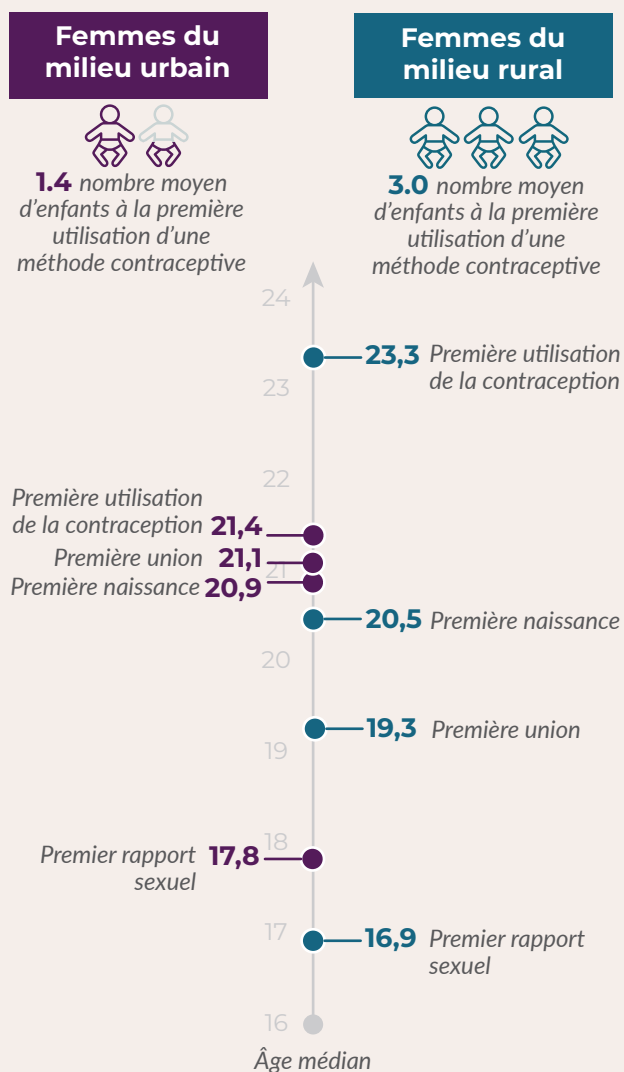 Femmes du
milieu urbain
1.4 nombre moyen
d'enfants à la première
utilisation d'une
méthode contraceptive
Femmes du
milieu rural
3.0 nombre moyen
d'enfants à la première
utilisation d'une
méthode contraceptive
24
23,3 Première utilisation
de la contraception
23
22
Première utilisation
de la contraception 21,4
Première union 21,1
21
Première naissance 20,9
20,5 Première naissance
20
19,3 Première union
19
18
Premier rapport 17,8
sexuel
17
16,9 Premier rapport
sexuel
16
Âge médian